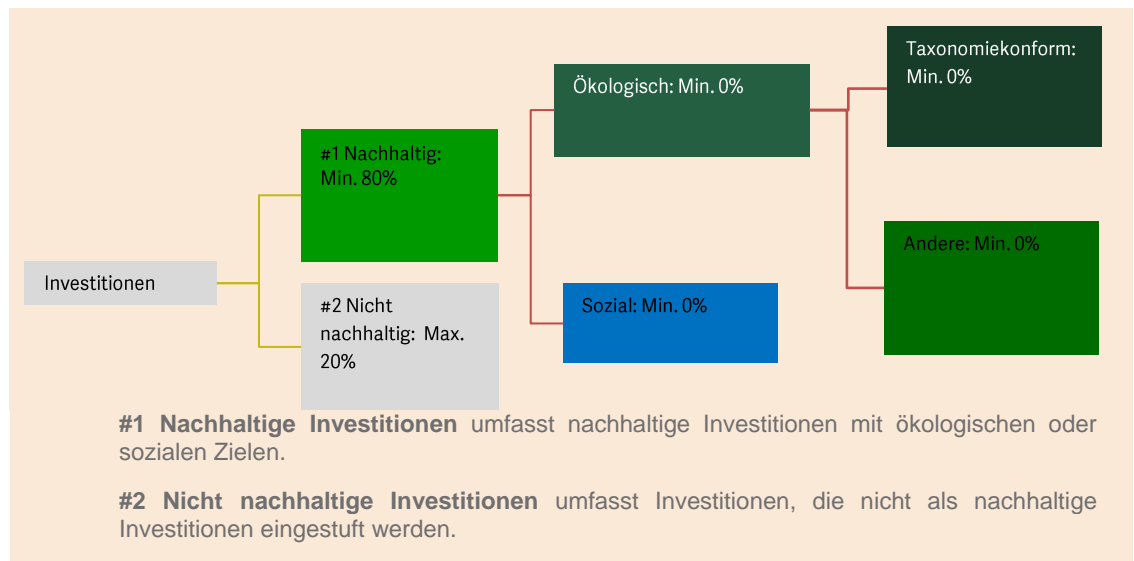 Investitionen
#1 Nachhaltig:
Min. 80%
#2 Nicht
nachhaltig: Max.
20%
Ökologisch: Min. 0%
Sozial: Min. 0%
Taxonomiekonform:
Min. 0%
Andere: Min. 0%
#1 Nachhaltige Investitionen umfasst nachhaltige Investitionen mit ökologischen oder
sozialen Zielen.
#2 Nicht nachhaltige Investitionen umfasst Investitionen, die nicht als nachhaltige
Investitionen eingestuft werden.